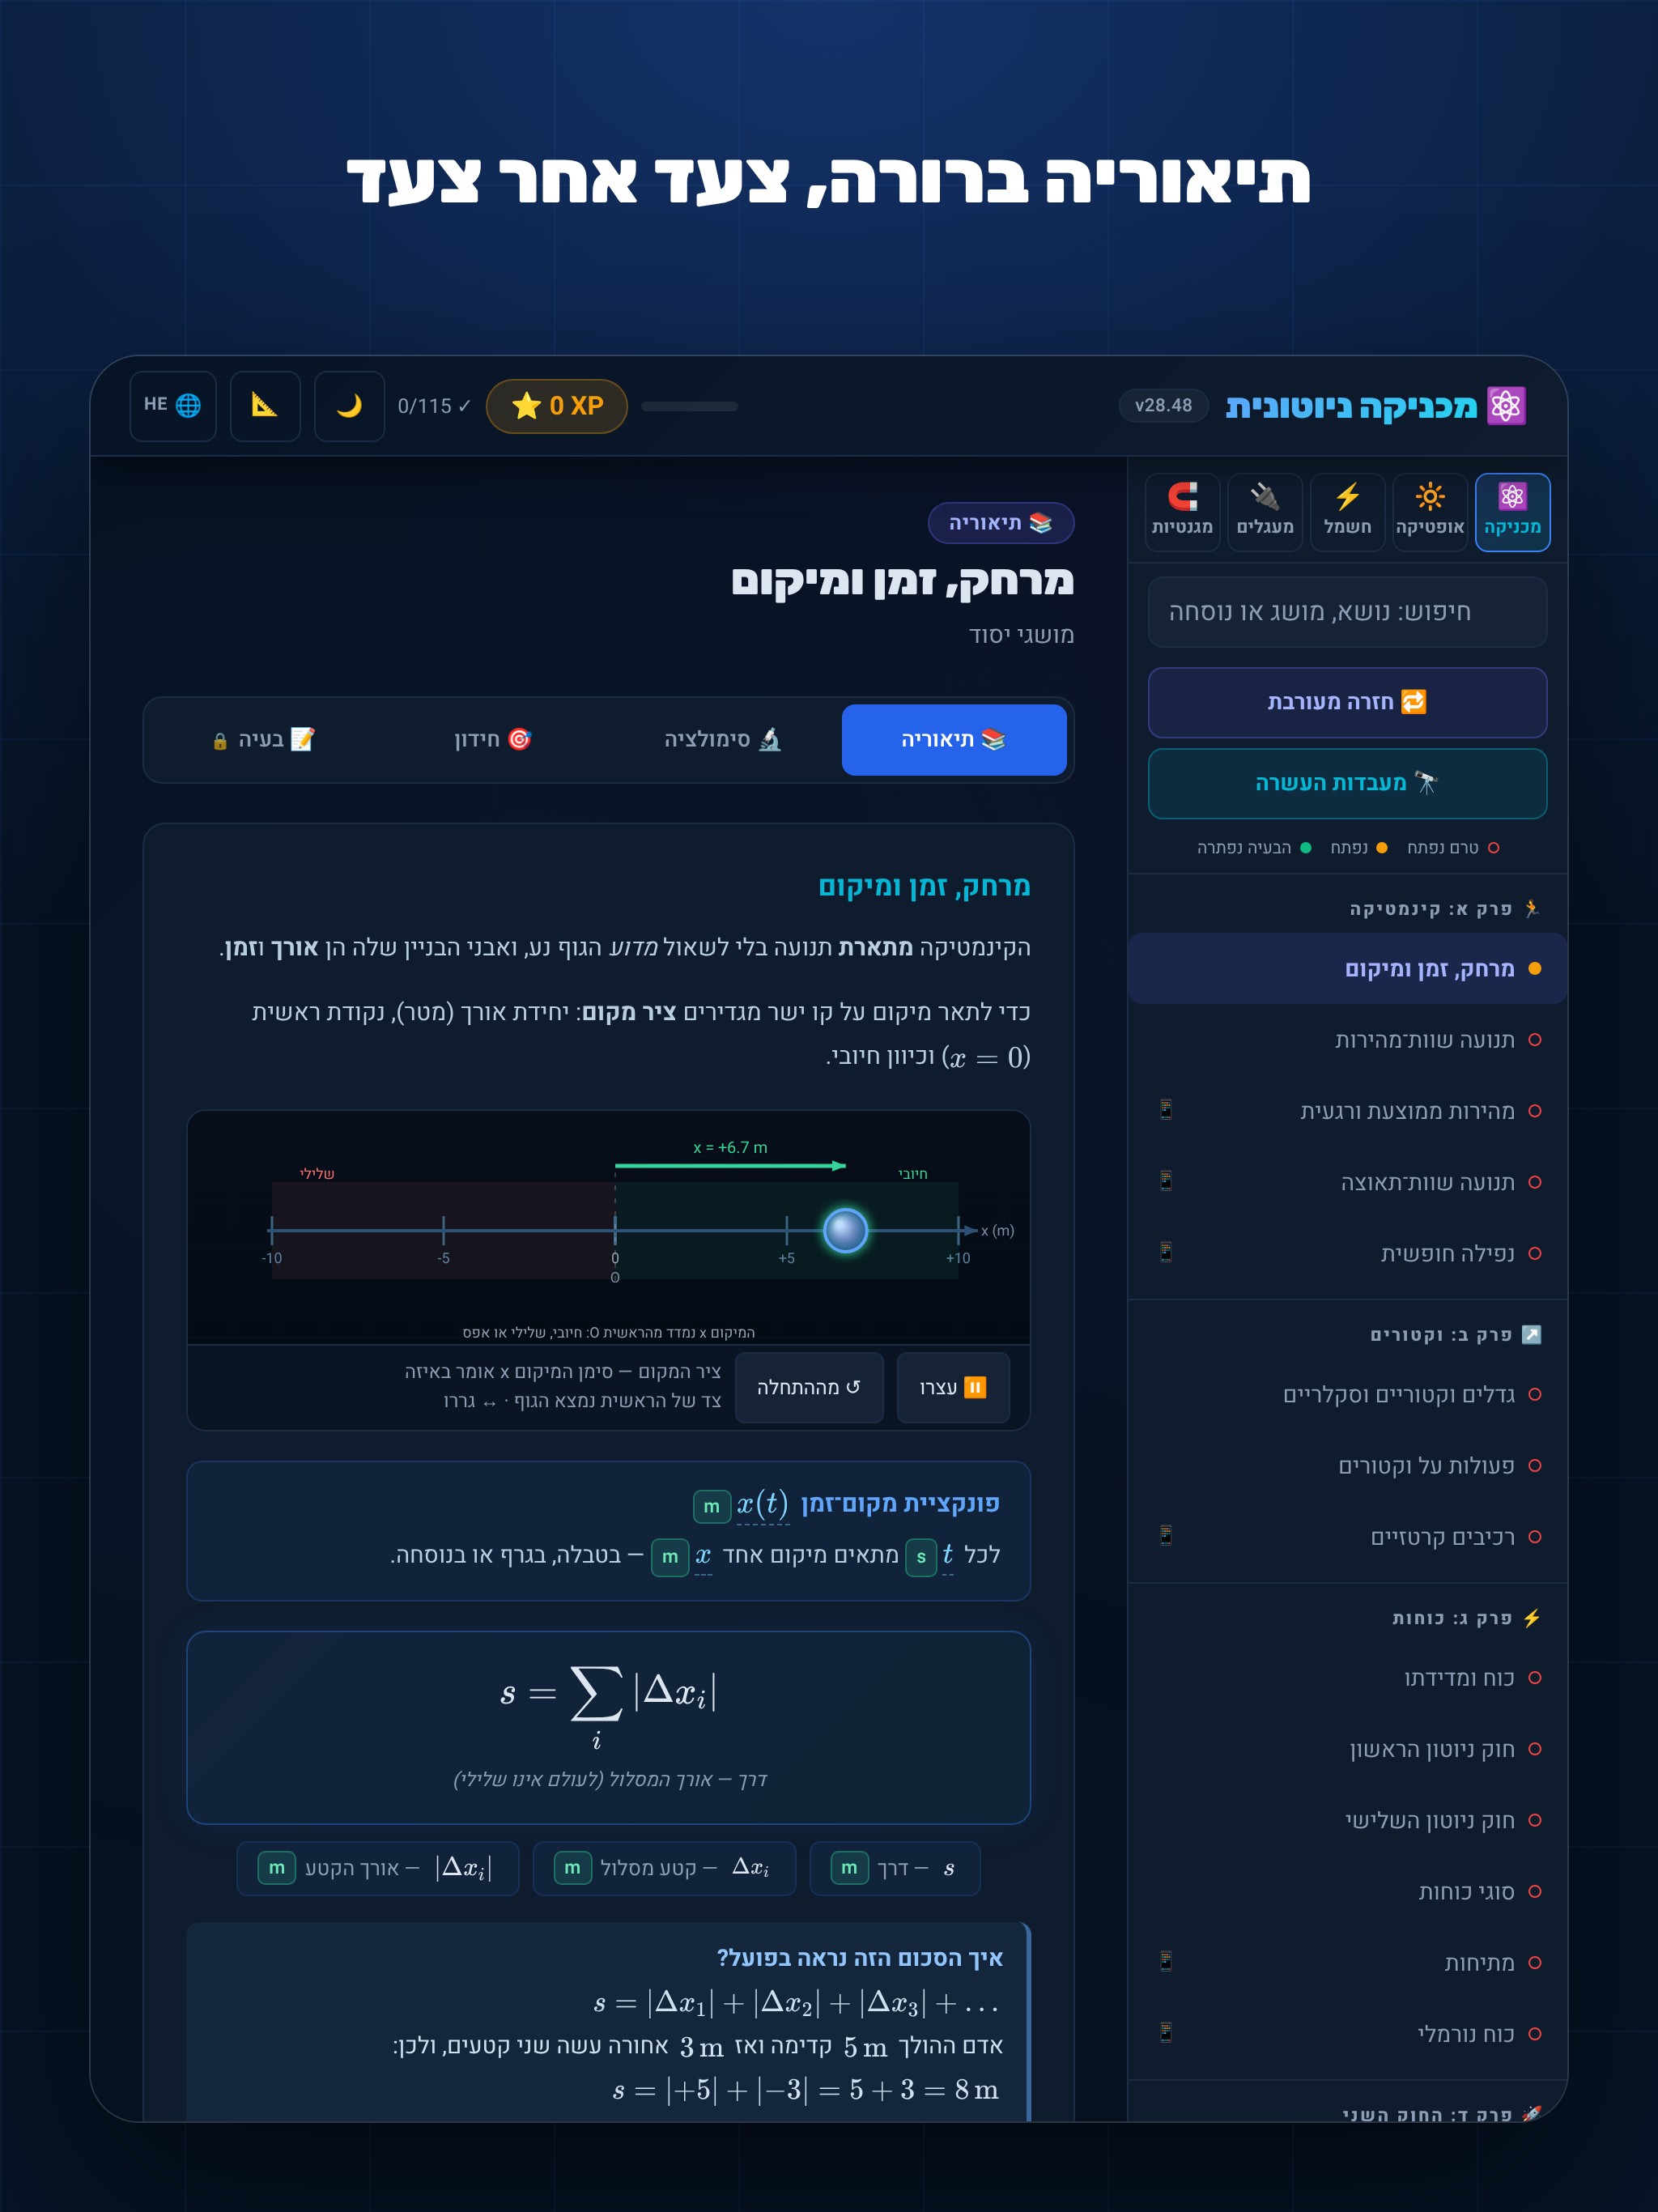 תיאוריה ברורה, צעד אחר צעד
מכניקה ניוטונית v28.48
0 XP
0/115 ✓
HE
מכניקה
אופטיקה
חשמל
מעגלים
מגנטיות
חיפוש: נושא, מושג או נוסחה
חזרה מעורבת
מעבדות העשרה
טרם נפתח נפתח הבעיה נפתרה
פרק א: קינמטיקה
מרחק, זמן ומיקום
תנועה שוות־מהירות
מהירות ממוצעת ורגעית
תנועה שוות־תאוצה
נפילה חופשית
פרק ב: וקטורים
גדלים וקטוריים וסקלריים
פעולות על וקטורים
רכיבים קרטזיים
פרק ג: כוחות
כוח ומדידתו
חוק ניוטון הראשון
חוק ניוטון השלישי
סוגי כוחות
מתיחות
כוח נורמלי
פרק ד: החוק השני
תיאוריה
מרחק, זמן ומיקום
מושגי יסוד
תיאוריה
סימולציה
חידון
בעיה
מרחק, זמן ומיקום
הקינמטיקה מתארת תנועה בלי לשאול מדוע הגוף נע, ואבני הבניין שלה הן אורך וזמן.
כדי לתאר מיקום על קו ישר מגדירים ציר מקום: יחידת אורך (מטר), נקודת ראשית
(x = 0) וכיוון חיובי.
x = +6.7 m
שלילי
חיובי
x (m)
-10 -5 0 +5 +10
O
המיקום x נמדד מהראשית O: חיובי, שלילי או אפס
עצרו
↺ מההתחלה
ציר המקום — סימן המיקום x אומר באיזה
צד של הראשית נמצא הגוף · ↔ גררו
פונקציית מקום־זמן x(t) m
לכל t s מתאים מיקום אחד x m — בטבלה, בגרף או בנוסחה.
s = ∑i |Δxi|
דרך — אורך המסלול (לעולם אינו שלילי)
s — דרך m
Δxi — קטע מסלול m
|Δxi| — אורך הקטע m
איך הסכום הזה נראה בפועל?
s = |Δx1| + |Δx2| + |Δx3| + ...
אדם ההולך 5 m קדימה ואז 3 m אחורה עשה שני קטעים, ולכן:
s = |+5| + |−3| = 5 + 3 = 8 m